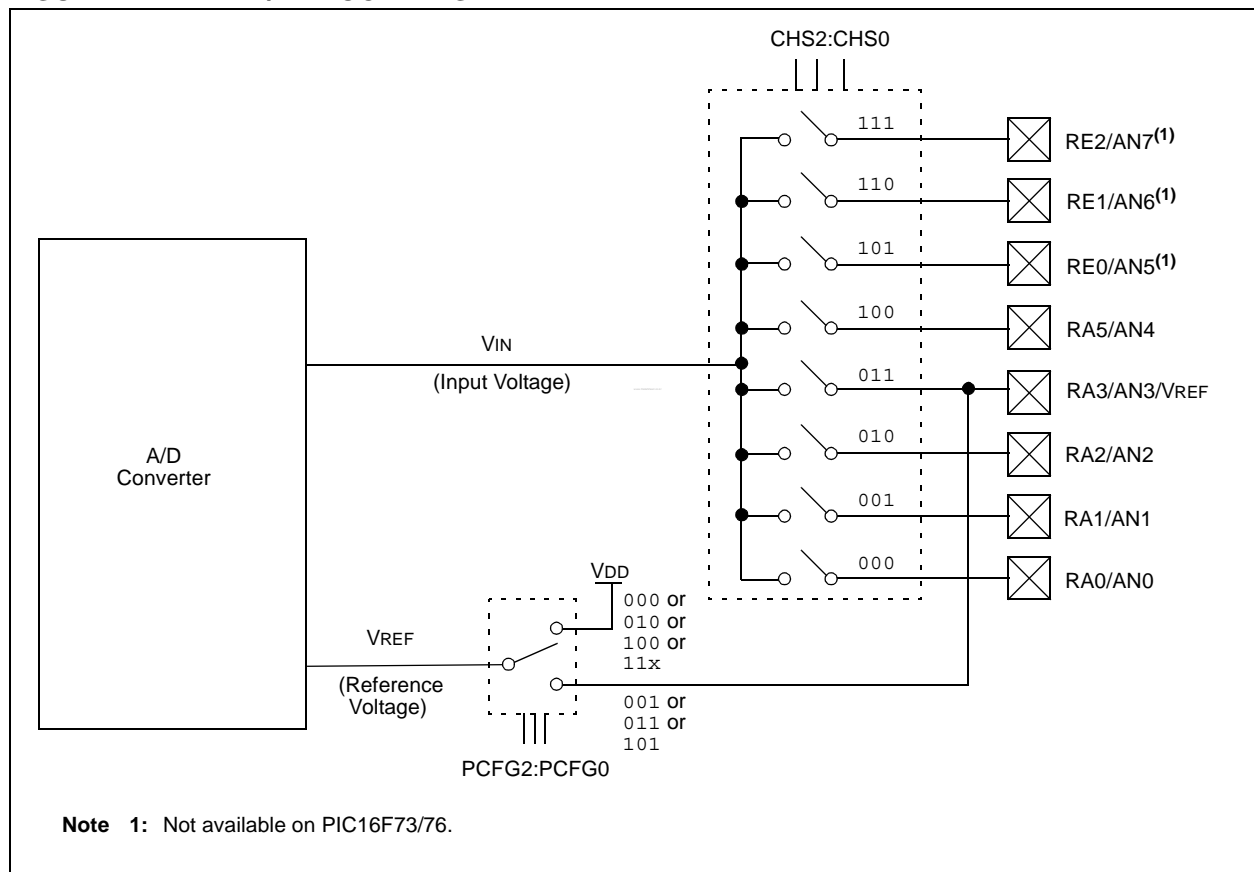 CHS2:CHS0
111
RE2/AN7(1)
110
RE1/AN6(1)
101
RE0/AN5(1)
100
RA5/AN4
VIN
(Input Voltage)
011
RA3/AN3/VREF
A/D
Converter
010
RA2/AN2
001
RA1/AN1
000
RA0/AN0
VDD
000 or
010 or
100 or
11x
VREF
(Reference
Voltage)
001 or
011 or
101
PCFG2:PCFG0
Note 1: Not available on PIC16F73/76.